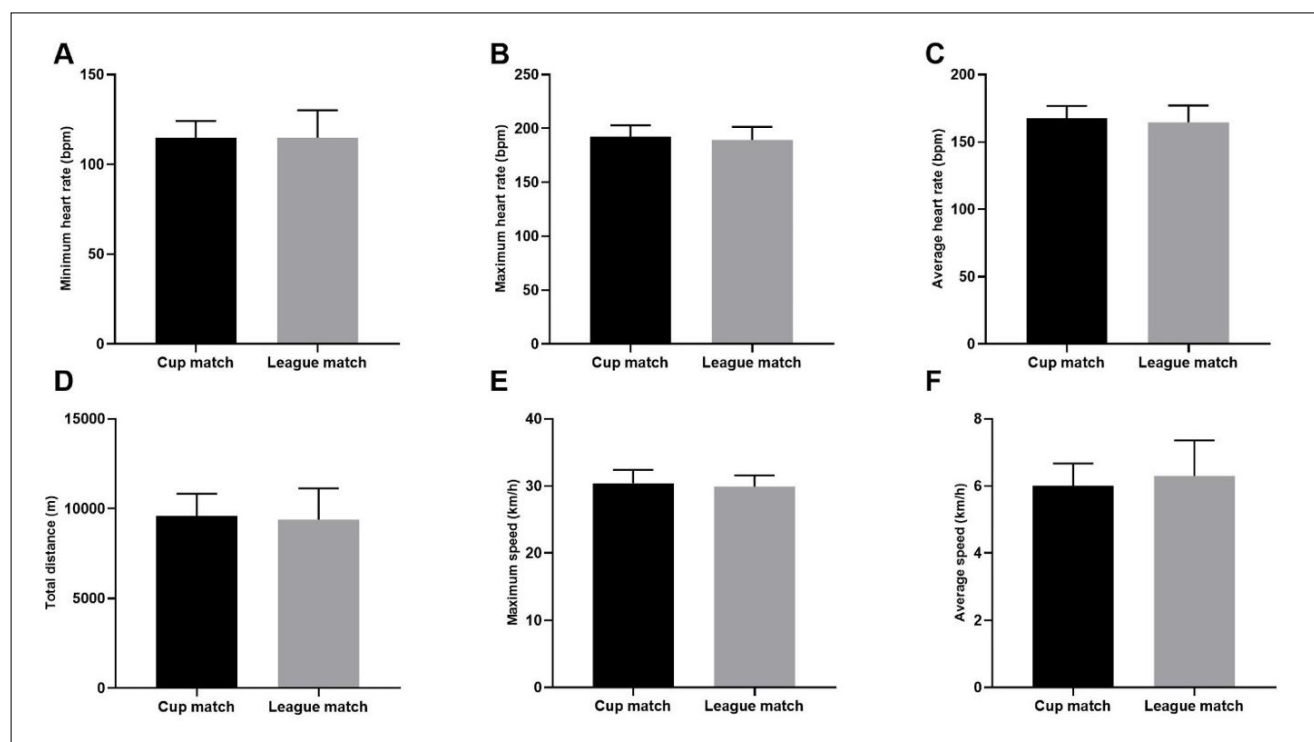 A
Minimum heart rate (bpm)
150
100
50
0
Cup match
League match
B
Maximum heart rate (bpm)
250
200
150
100
50
0
Cup match
League match
C
Average heart rate (bpm)
200
150
100
50
0
Cup match
League match
D
Total distance (m)
15000
10000
5000
0
Cup match
League match
E
Maximum speed (km/h)
40
30
20
10
0
Cup match
League match
F
Average speed (km/h)
8
6
4
2
0
Cup match
League match